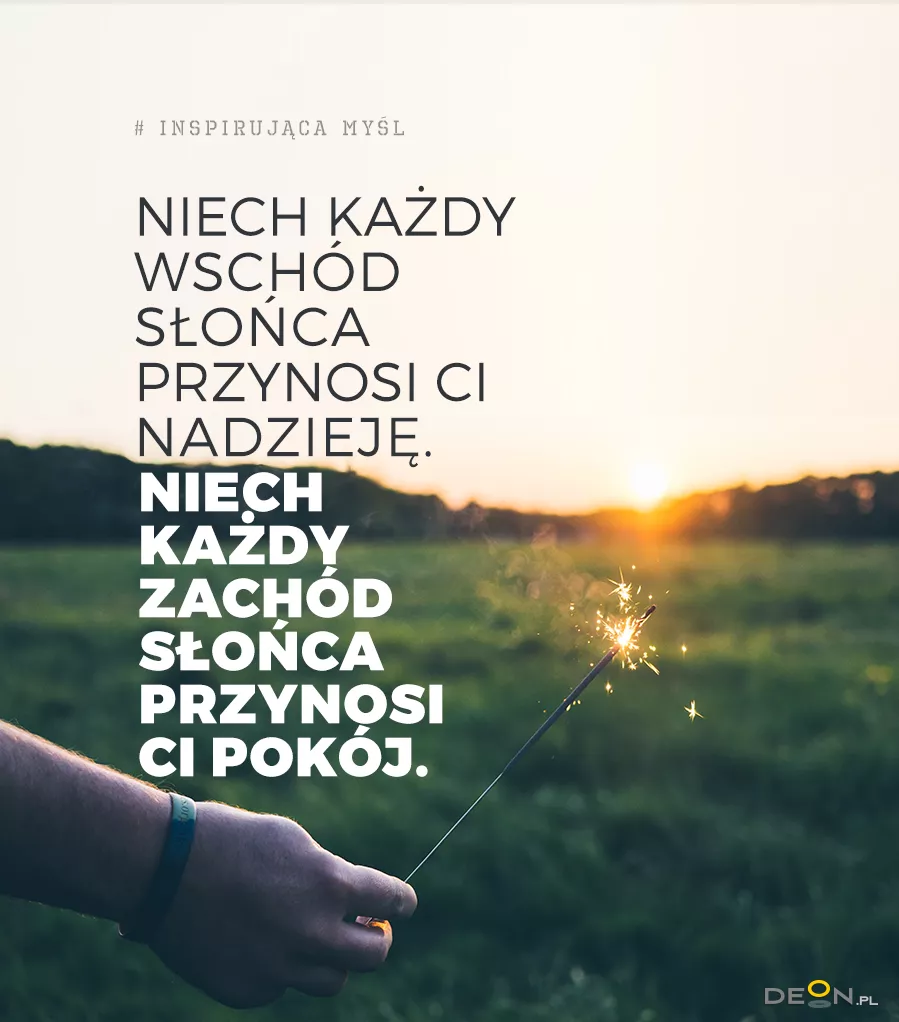 # INSPIRUJĄCA MYŚL
NIECH KAŻDY
WSCHÓD
SŁOŃCA
PRZYNOSI CI
NADZIEJĘ.
NIECH
KAŻDY
ZACHÓD
SŁOŃCA
PRZYNOSI
CI POKÓJ.
DEON.PL